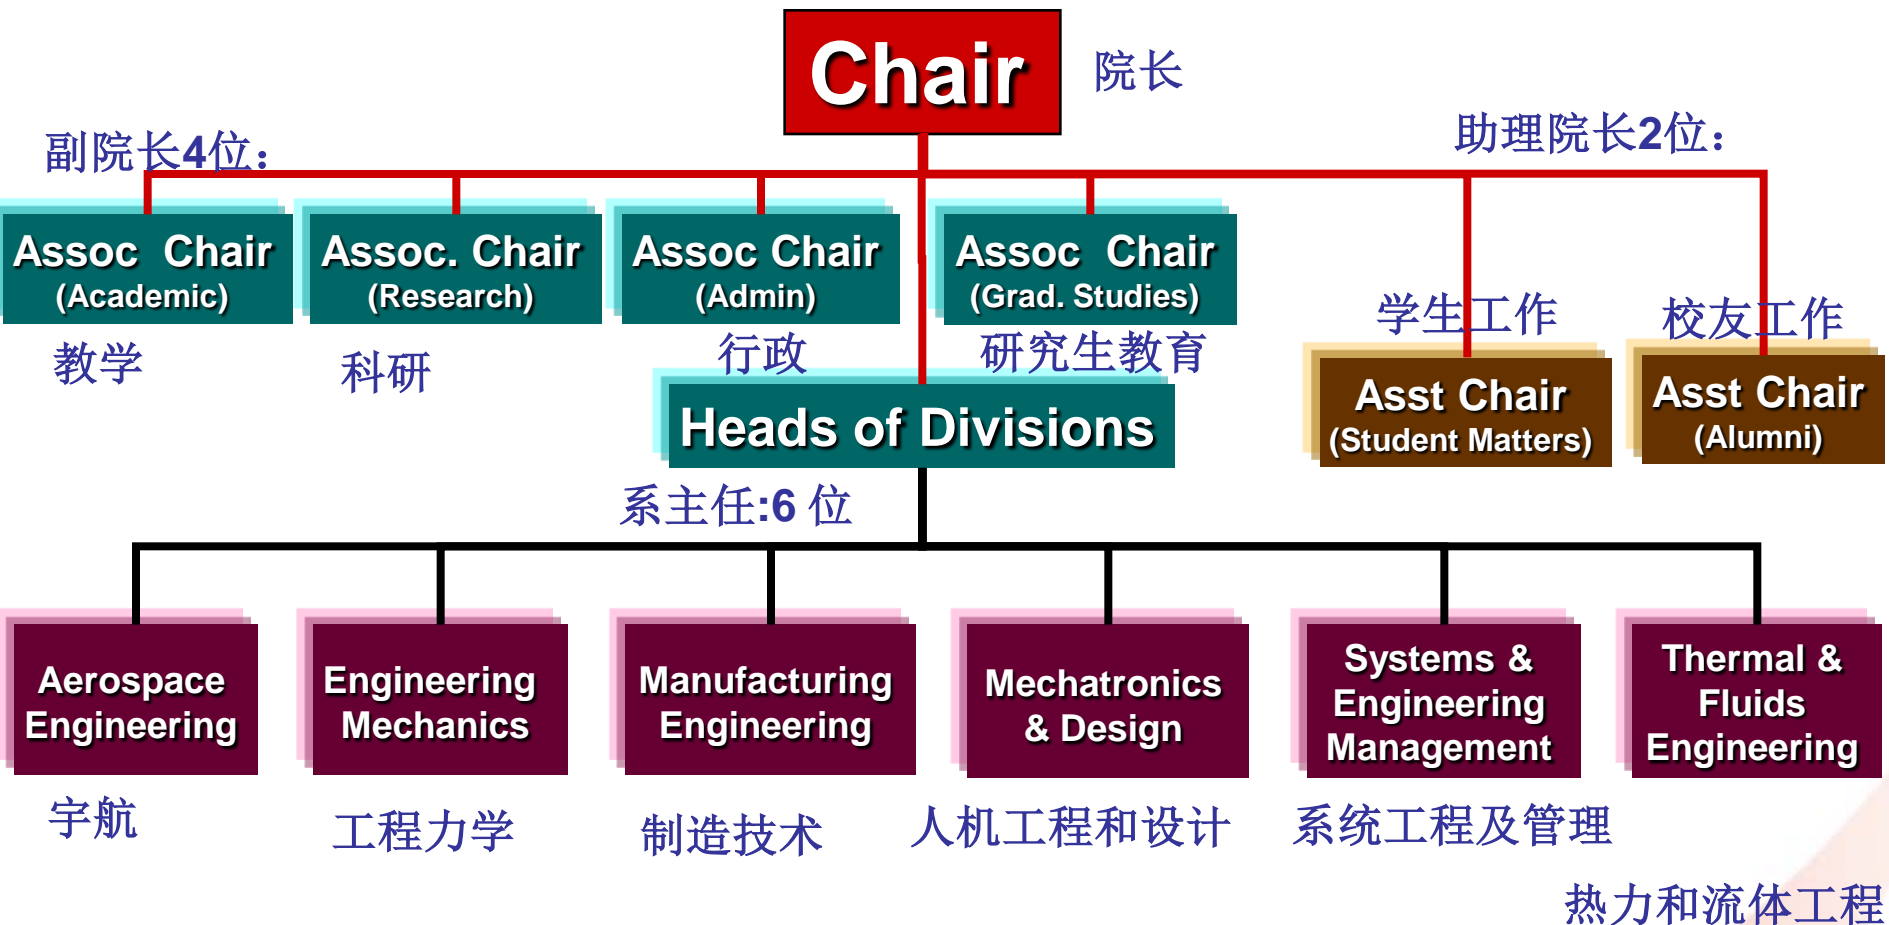 Chair
院长
副院长4位：
助理院长2位：
Assoc Chair
(Academic)
Assoc. Chair
(Research)
Assoc Chair
(Admin)
Assoc Chair
(Grad. Studies)
教学
科研
行政
研究生教育
学生工作
校友工作
Asst Chair
(Student Matters)
Asst Chair
(Alumni)
Heads of Divisions
系主任:6 位
Aerospace
Engineering
Engineering
Mechanics
Manufacturing
Engineering
Mechatronics
& Design
Systems &
Engineering
Management
Thermal &
Fluids
Engineering
宇航
工程力学
制造技术
人机工程和设计
系统工程及管理
热力和流体工程